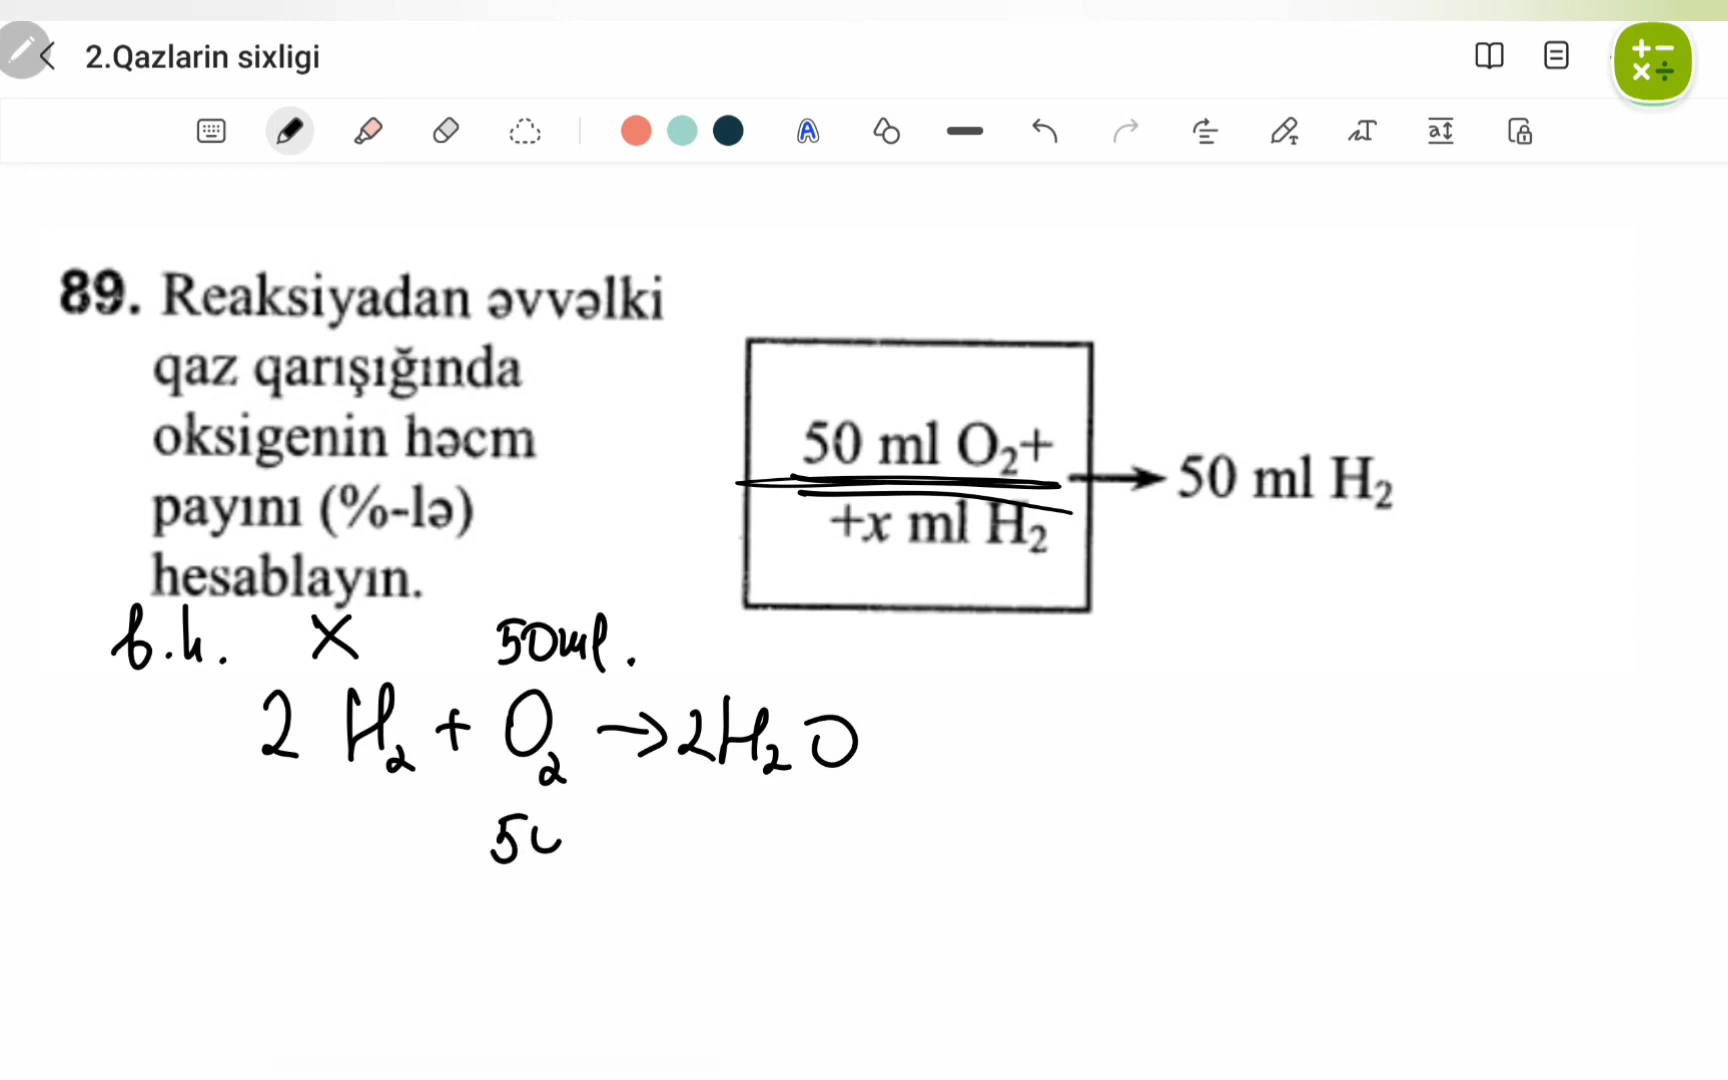 2.Qazlarin sixligi
89. Reaksiyadan əvvəlki
qaz qarışığında
oksigenin həcm
payını (%-lə)
hesablayın.
50 ml O₂+
+x ml H₂
50 ml H₂
b.h. x 50ml.
2 H₂ + O₂ → 2H₂O